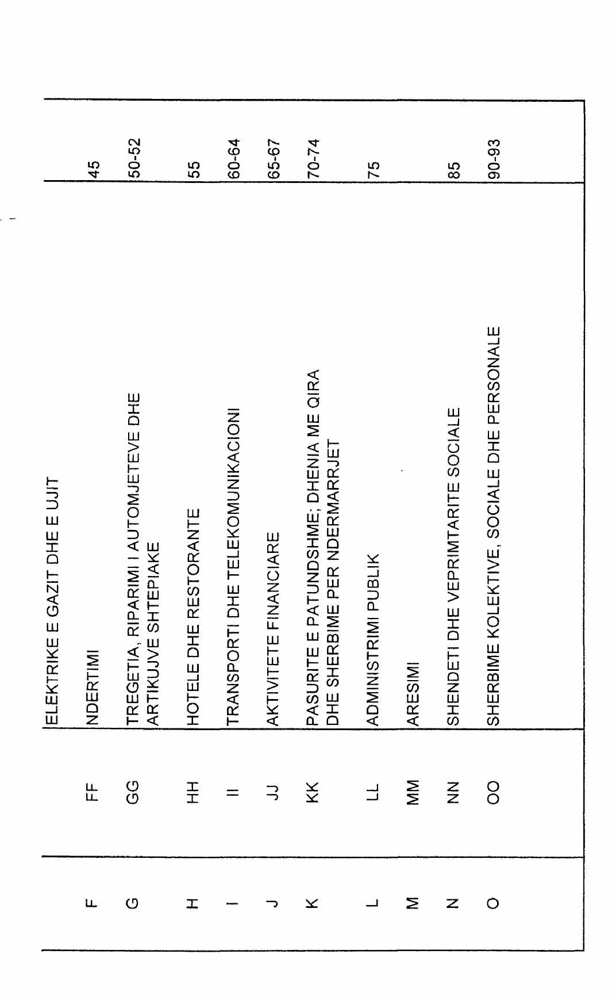 ELEKTRIKE E GAZIT DHE E UJIT
F FF NDERTIMI 45
G GG TREGETIA, RIPARIMI I AUTOMJETEVE DHE 50-52
ARTIKUJVE SHTEPIAKE
H HH HOTELE DHE RESTORANTE 55
I II TRANSPORTI DHE TELEKOMUNIKACIONI 60-64
J JJ AKTIVITETE FINANCIARE 65-67
K KK PASURITE E PATUNDSHME; DHENIA ME QIRA 70-74
DHE SHERBIME PER NDERMARRJET
L LL ADMINISTRIMI PUBLIK 75
M MM ARESIMI
N NN SHENDETI DHE VEPRIMTARITE SOCIALE 85
O OO SHERBIME KOLEKTIVE, SOCIALE DHE PERSONALE 90-93